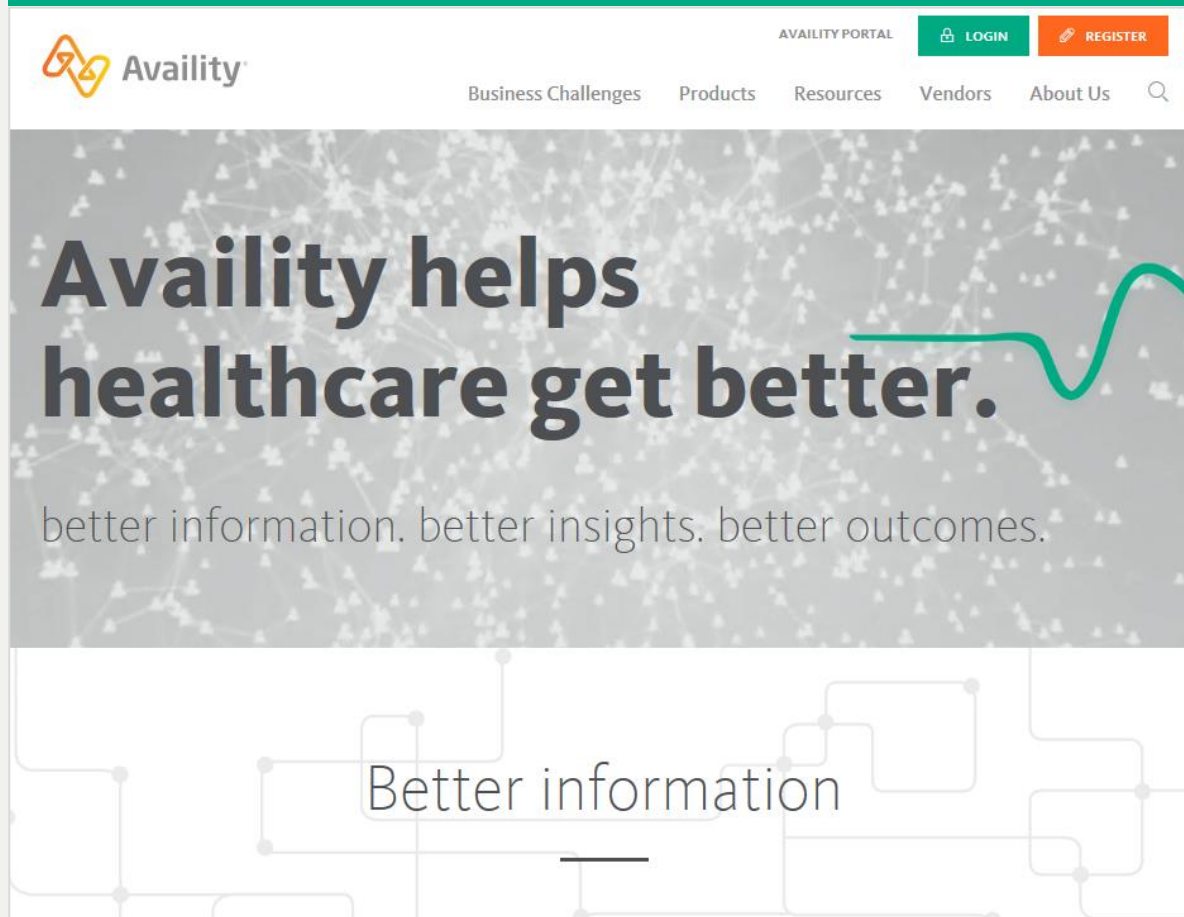 Availity
AVAILITY PORTAL
LOGIN
REGISTER
Business Challenges Products Resources Vendors About Us
Availity helps
healthcare get better.
better information. better insights. better outcomes.
Better information